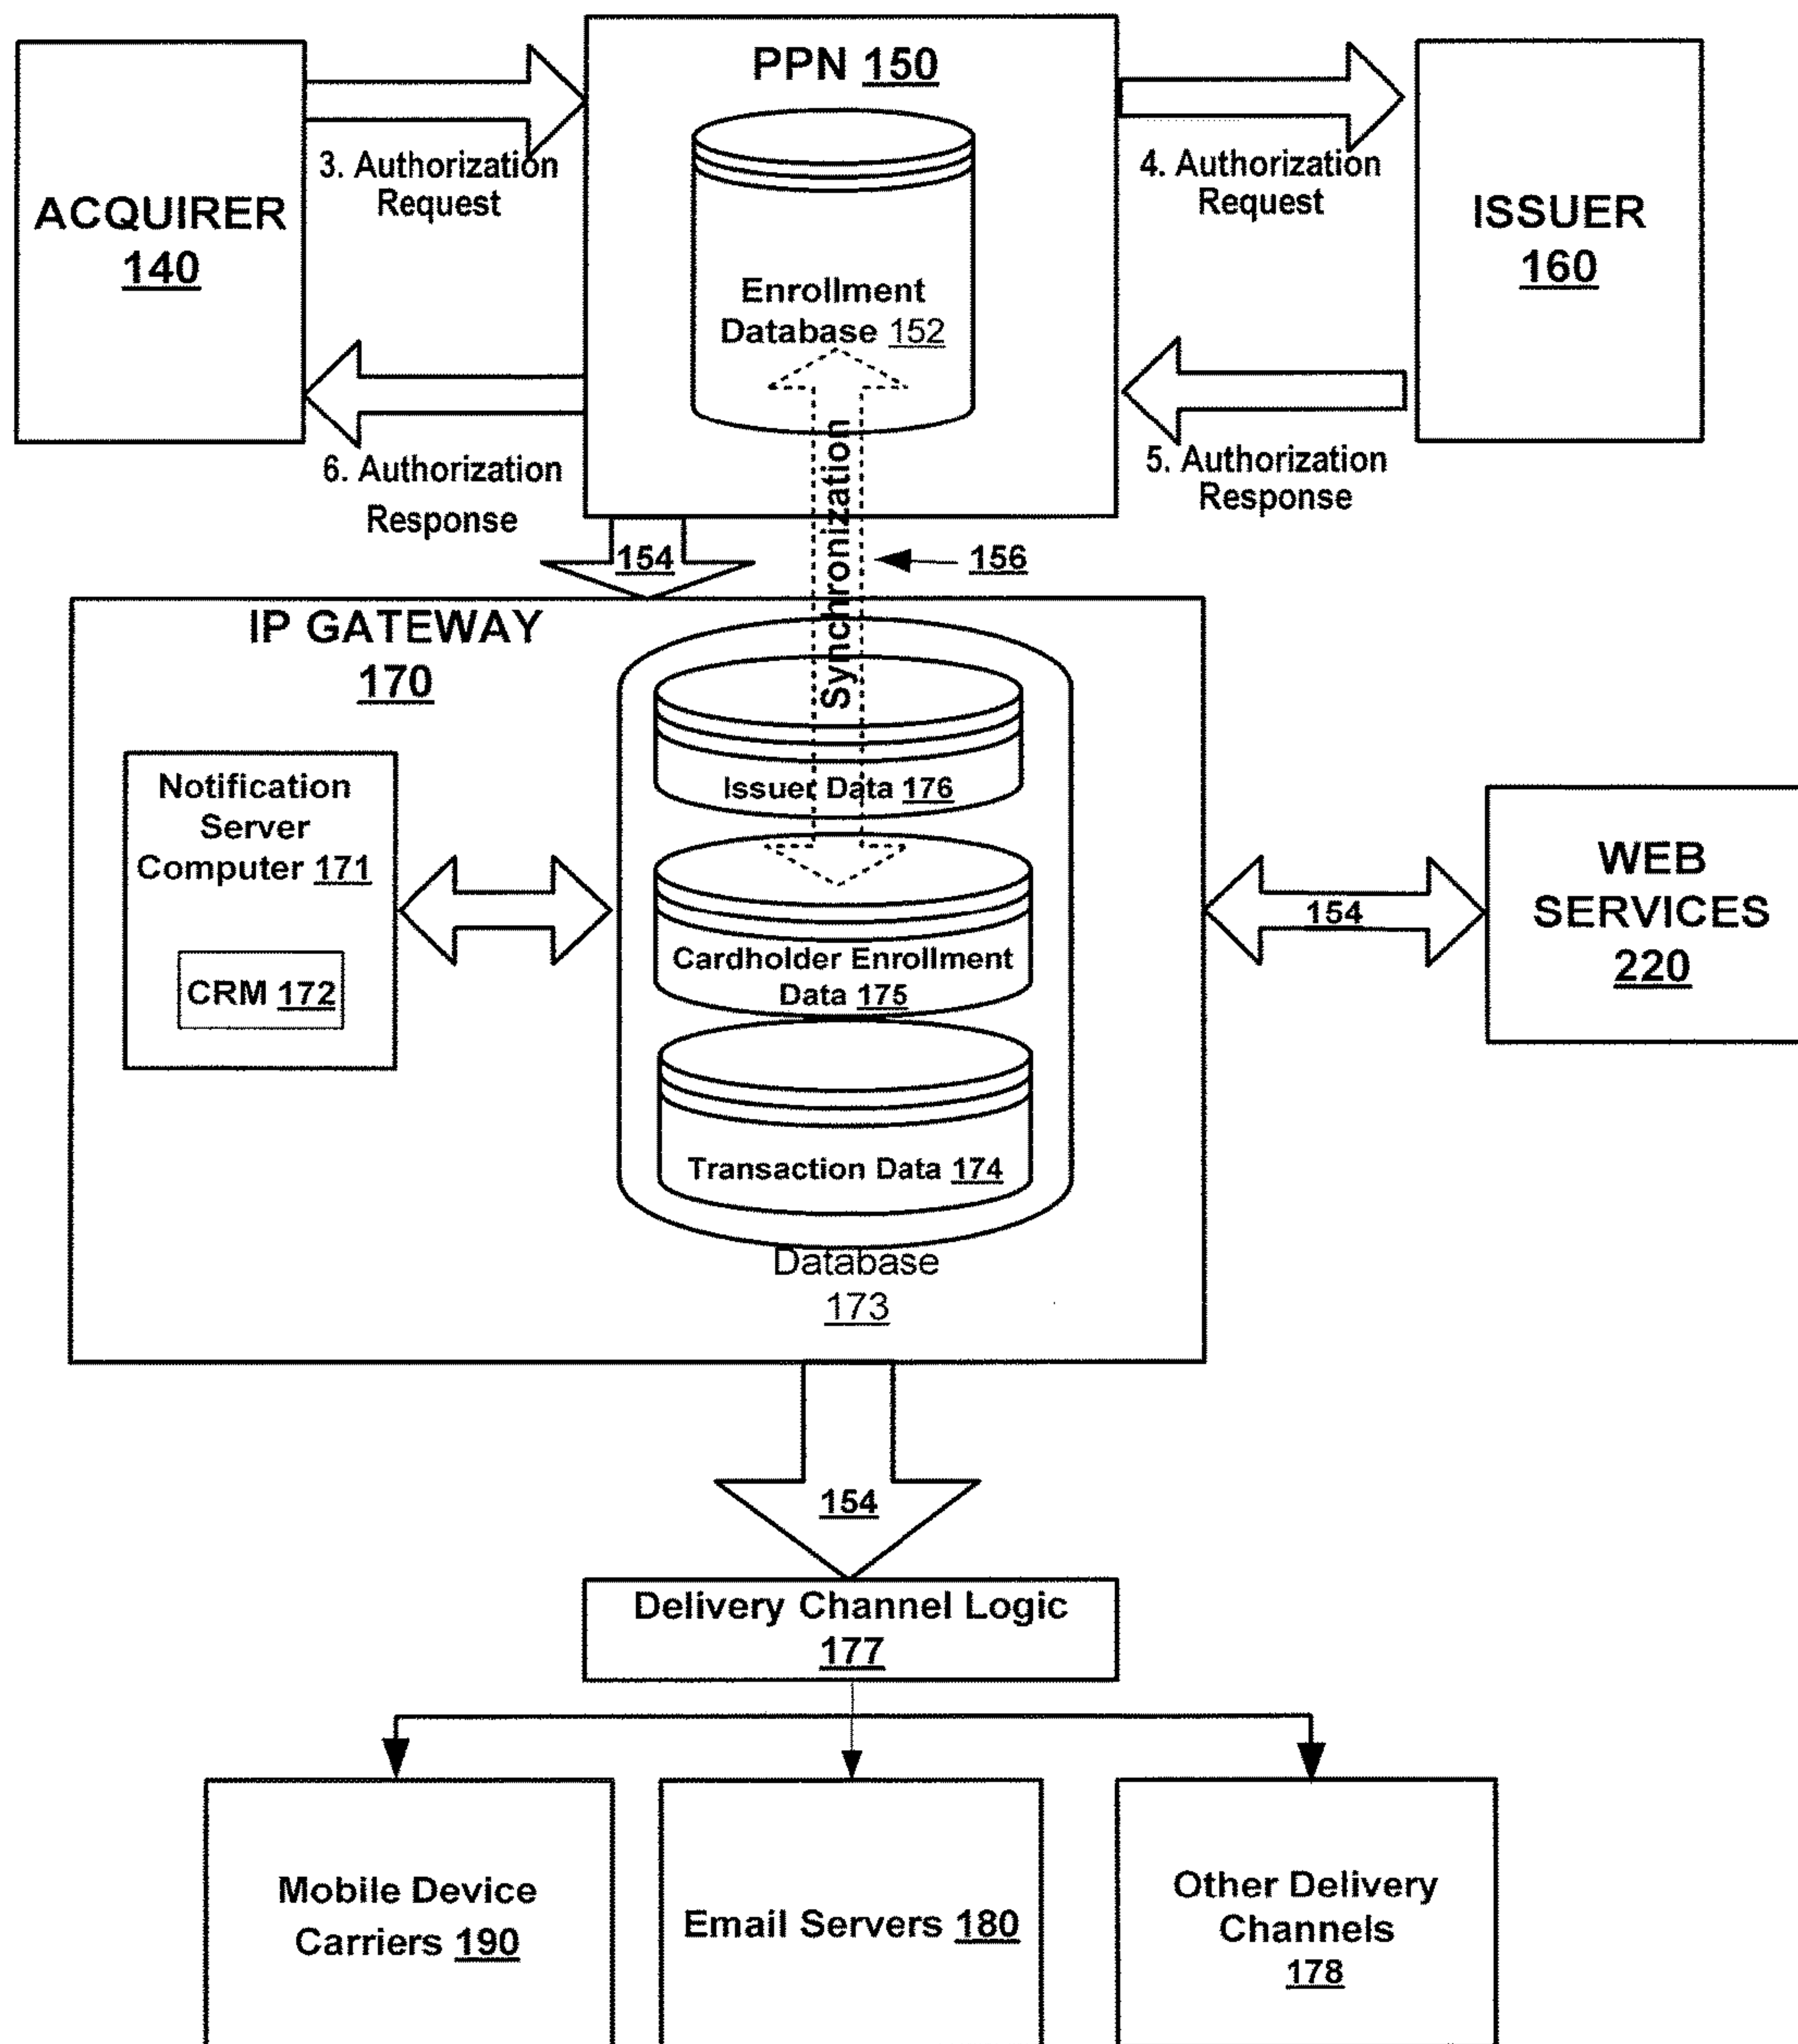 PPN 150
3. Authorization
Request
4. Authorization
Request
ACQUIRER
140
ISSUER
160
Enrollment
Database 152
6. Authorization
Response
5. Authorization
Response
Synchronization
154
156
IP GATEWAY
170
Notification
Server
Computer 171
CRM 172
Issuer Data 176
Cardholder Enrollment
Data 175
Transaction Data 174
Database
173
154
WEB
SERVICES
220
154
Delivery Channel Logic
177
Mobile Device
Carriers 190
Email Servers 180
Other Delivery
Channels
178